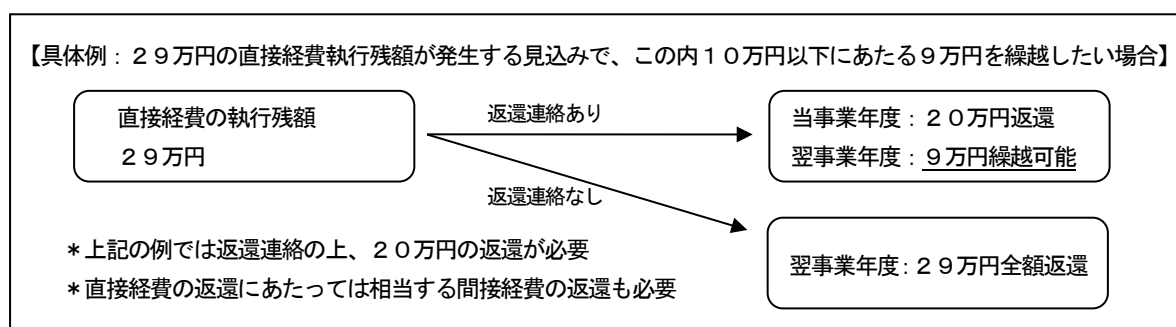 【具体例：２９万円の直接経費執行残額が発生する見込みで、この内１０万円以下にあたる９万円を繰越したい場合】
直接経費の執行残額
２９万円
返還連絡あり
当事業年度：２０万円返還
翌事業年度：９万円繰越可能
返還連絡なし
翌事業年度：２９万円全額返還
＊上記の例では返還連絡の上、２０万円の返還が必要
＊直接経費の返還にあたっては相当する間接経費の返還も必要